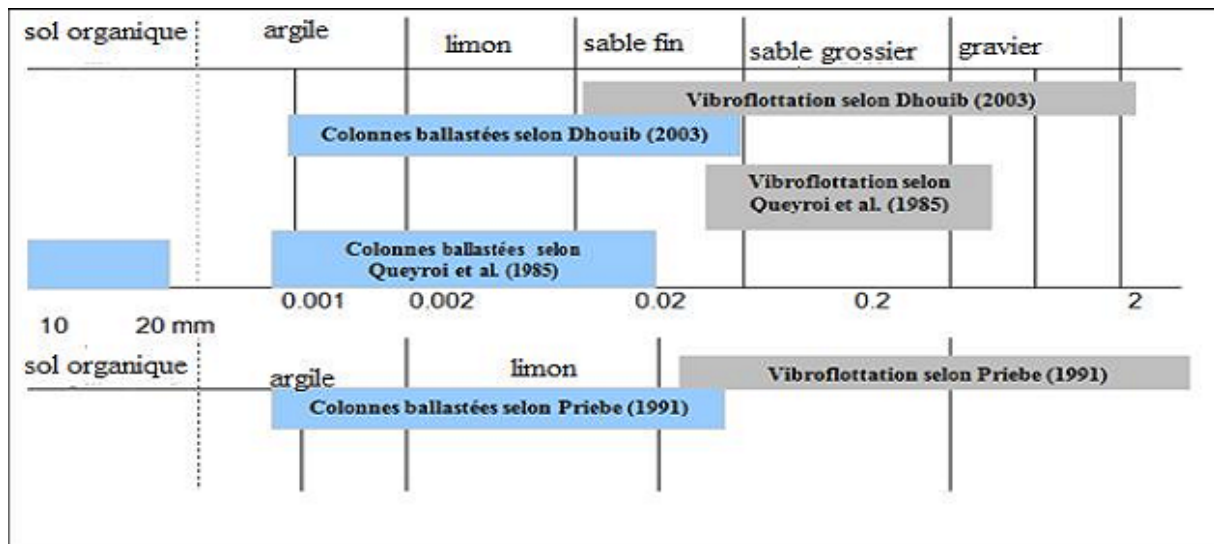 sol organique argile limon sable fin sable grossier gravier
Vibroflottation selon Dhouib (2003)
Colonnes ballastées selon Dhouib (2003)
Vibroflottation selon
Queyroi et al. (1985)
Colonnes ballastées selon
Queyroi et al. (1985)
0.001 0.002 0.02 0.2 2
10 20 mm
sol organique argile limon
Vibroflottation selon Priebe (1991)
Colonnes ballastées selon Priebe (1991)